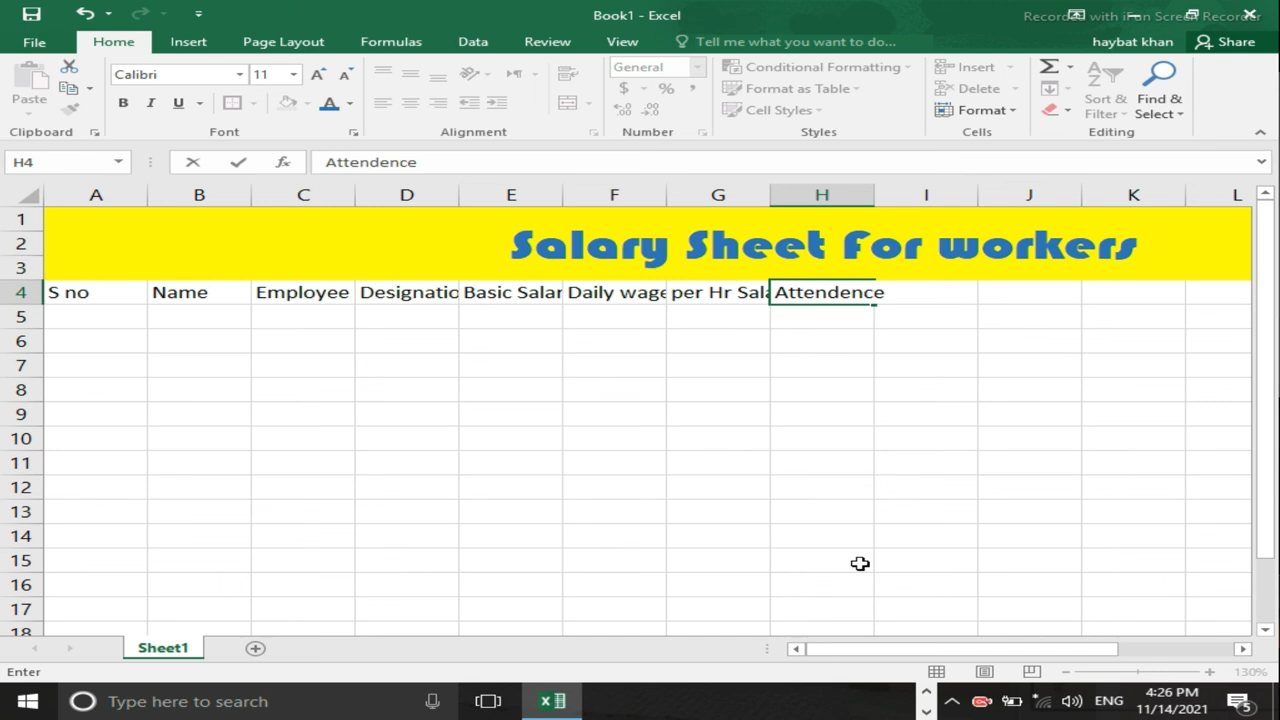 Book1 - Excel
Recorded with iFun Screen Recorder
File Home Insert Page Layout Formulas Data Review View Tell me what you want to do... haybat khan Share
Paste Calibri 11 General Conditional Formatting Insert
Format as Table Delete Sort & Find &
B I U A $ % Cell Styles Format Filter Select
Clipboard Font Alignment Number Styles Cells Editing
H4 fx Attendence
A B C D E F G H I J K L
1
2 Salary Sheet For workers
3
4 S no Name Employee Designatio Basic Salar Daily wage per Hr Sala Attendence
5
6
7
8
9
10
11
12
13
14
15
16
17
18
Sheet1
Enter 130%
Type here to search ENG 4:26 PM
11/14/2021 5